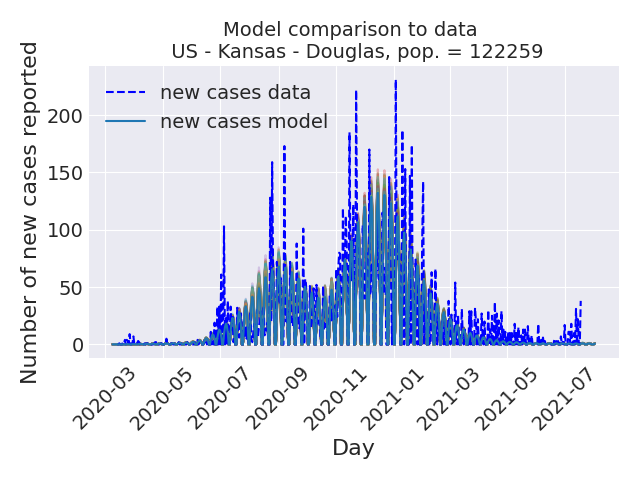 Model comparison to data
US - Kansas - Douglas, pop. = 122259
Number of new cases reported
new cases data
new cases model
200
150
100
50
0
2020-03
2020-05
2020-07
2020-09
2020-11
2021-01
2021-03
2021-05
2021-07
Day